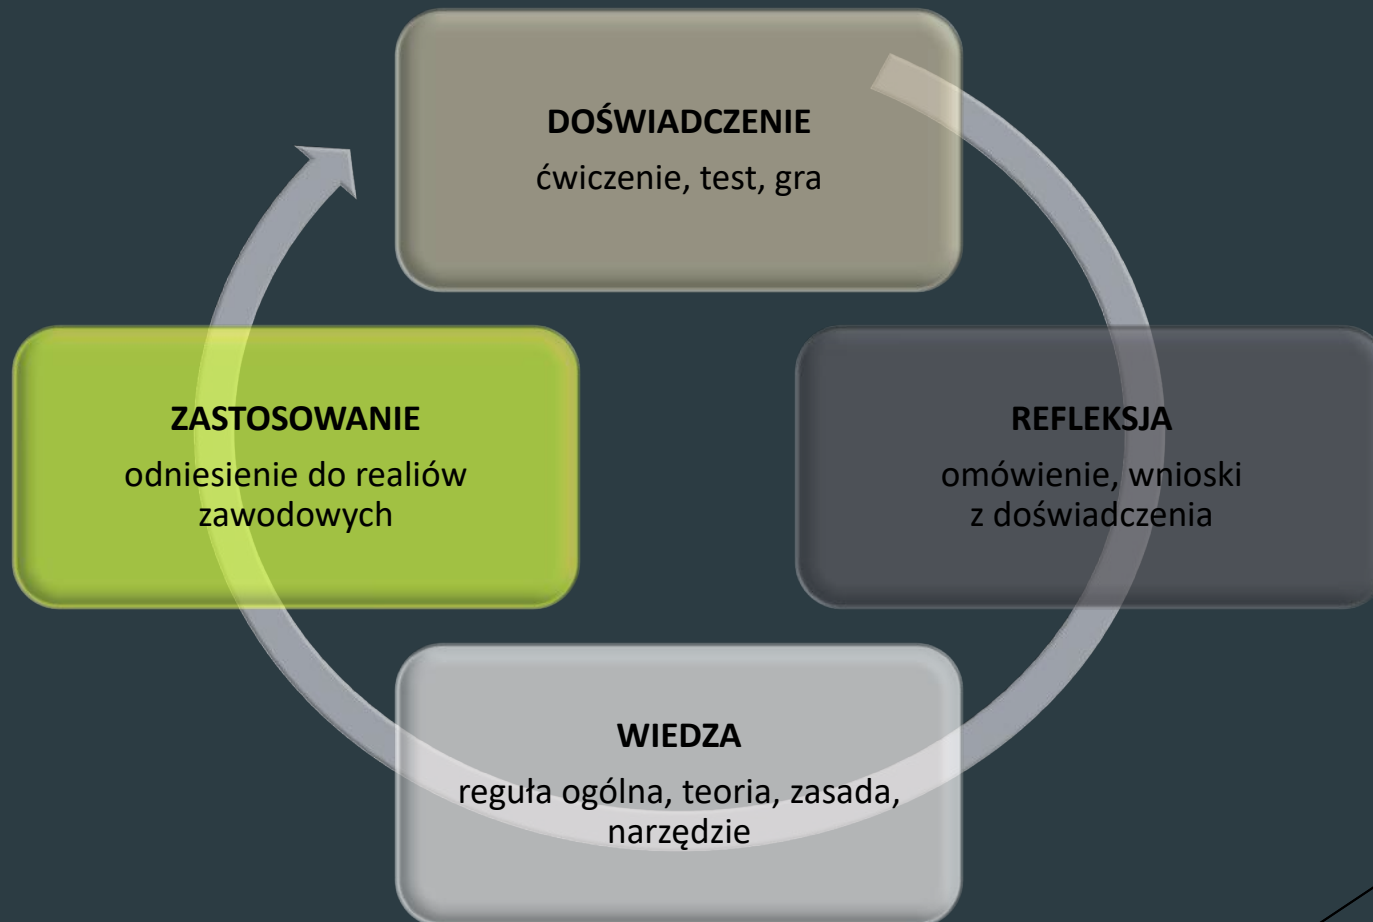 DOŚWIADCZENIE
ćwiczenie, test, gra
ZASTOSOWANIE
odniesienie do realiów
zawodowych
REFLEKSJA
omówienie, wnioski
z doświadczenia
WIEDZA
reguła ogólna, teoria, zasada,
narzędzie